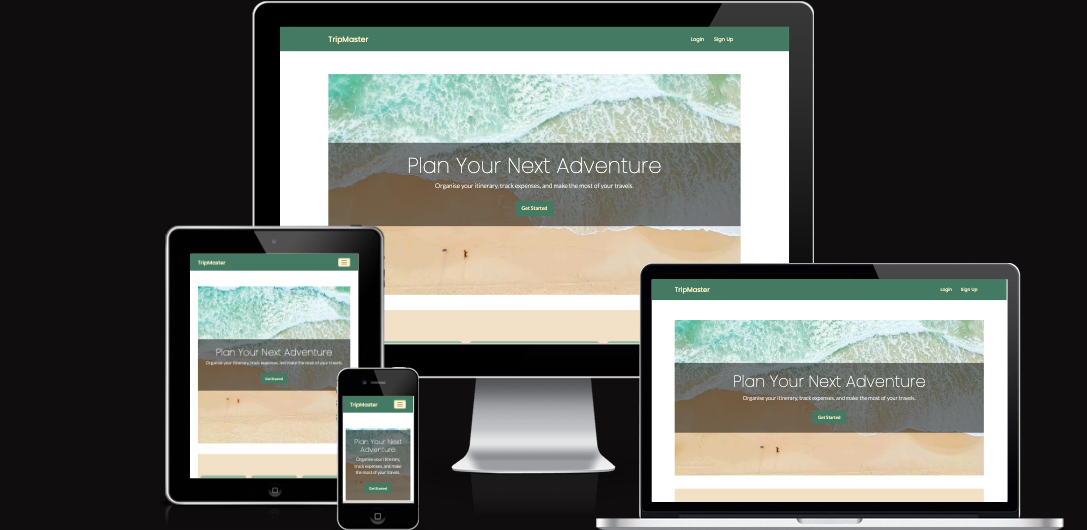 TripMaster
Login Sign Up
Plan Your Next Adventure
Organise your itinerary, track expenses, and make the most of your travels.
Get Started
TripMaster
Plan Your Next Adventure
Organise your itinerary, track expenses, and make the most of your travels.
Get Started
TripMaster
Plan Your Next
Adventure
Organise your itinerary,
track expenses, and make
the most of your travels.
Get Started
TripMaster
Login Sign Up
Plan Your Next Adventure
Organise your itinerary, track expenses, and make the most of your travels.
Get Started